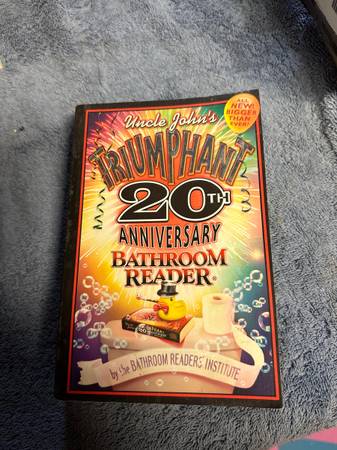 Uncle John's
ALL
NEW!
BIGGER
THAN
EVER!
TRIUMPHANT
20TH
ANNIVERSARY
BATHROOM
READER®
by the BATHROOM READERS' INSTITUTE